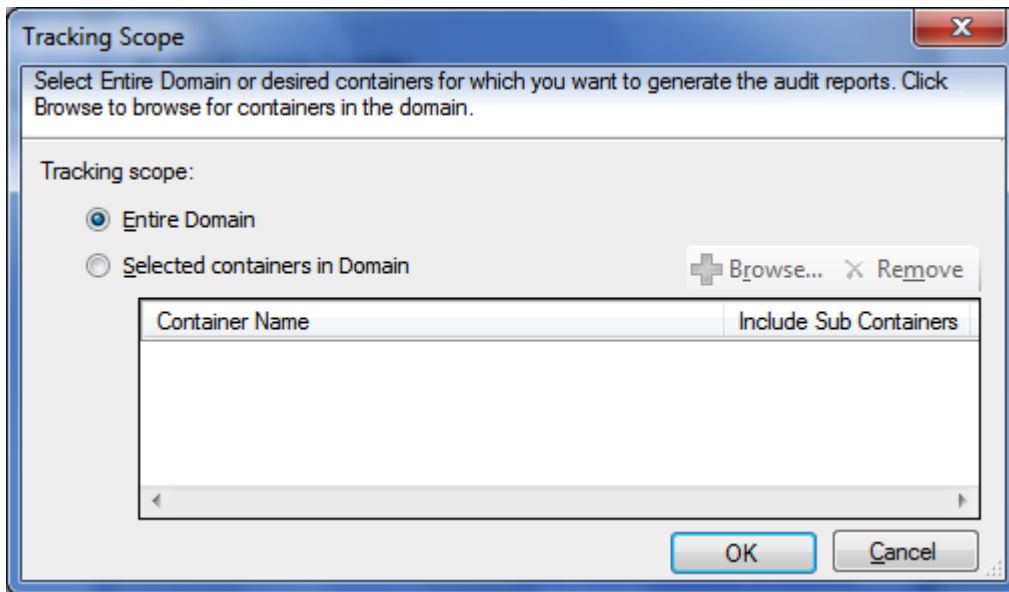 Tracking Scope
Select Entire Domain or desired containers for which you want to generate the audit reports. Click
Browse to browse for containers in the domain.
Tracking scope:
Entire Domain
Selected containers in Domain
Browse... Remove
Container Name Include Sub Containers
OK Cancel